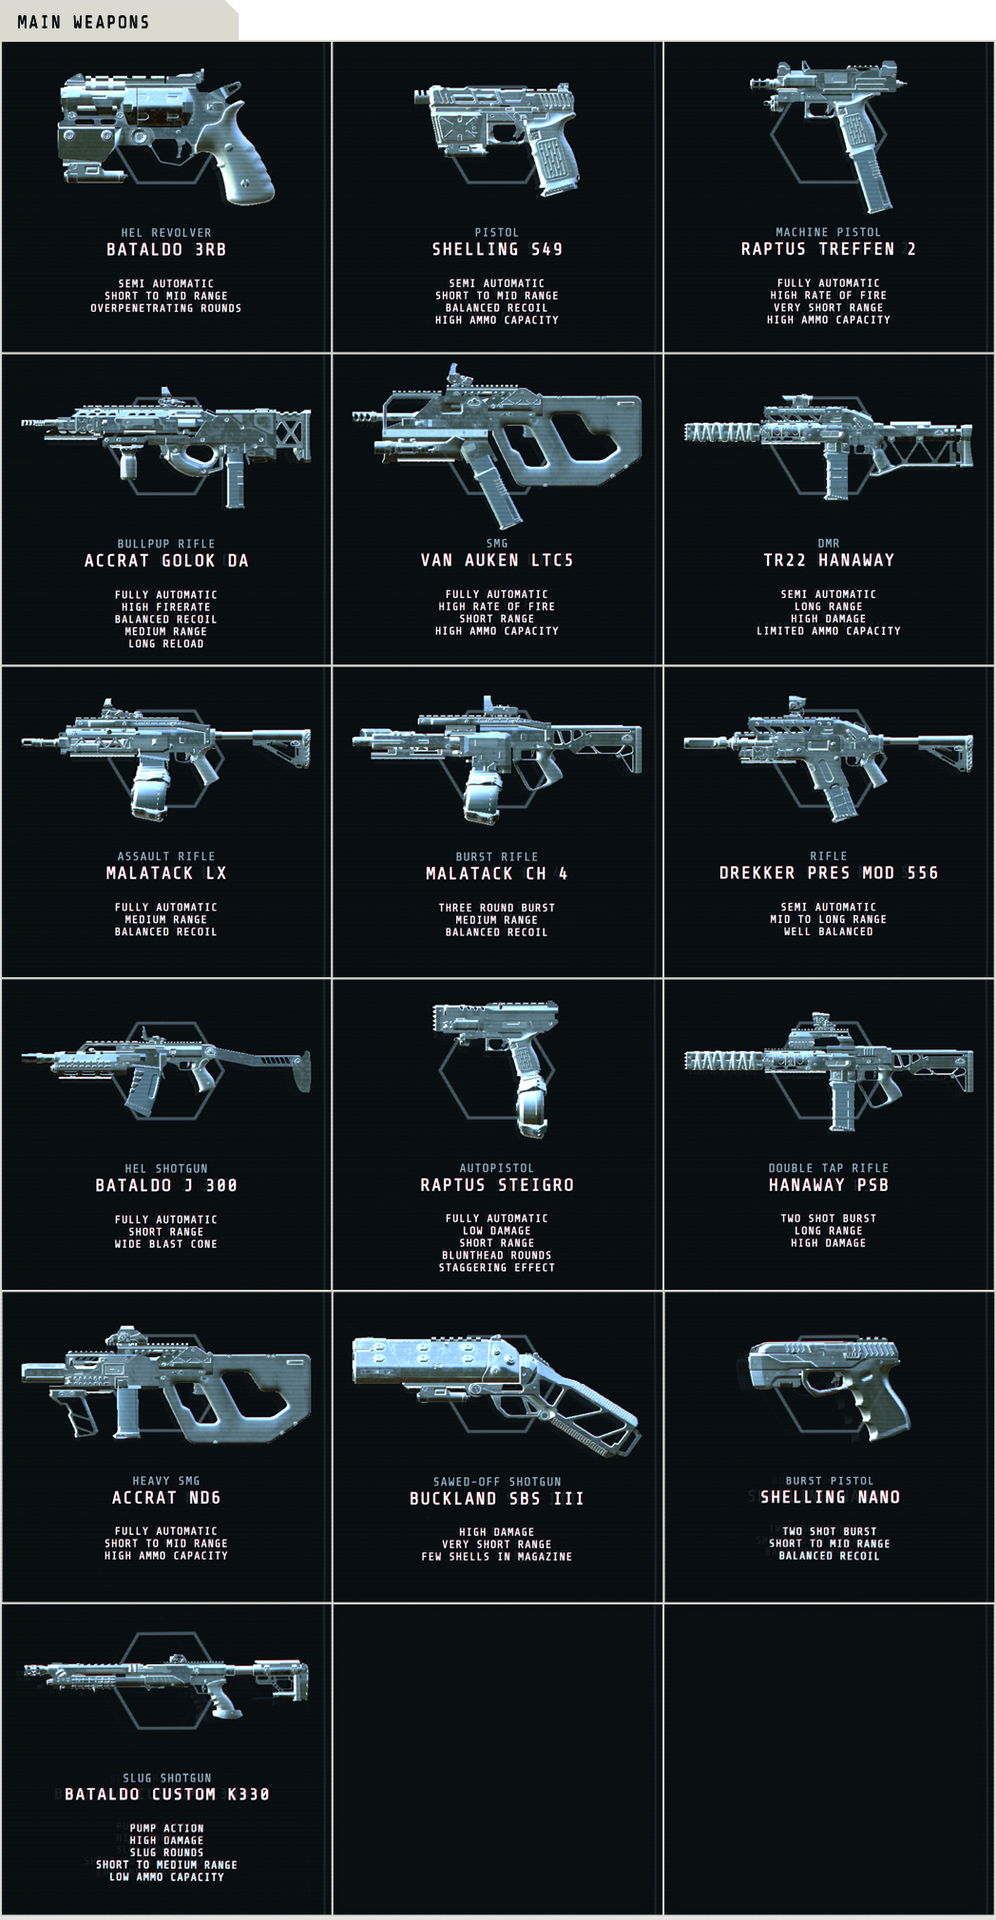 MAIN WEAPONS
HEL REVOLVER
BATALDO 3RB
SEMI AUTOMATIC
SHORT TO MID RANGE
OVERPENETRATING ROUNDS
PISTOL
SHELLING S49
SEMI AUTOMATIC
SHORT TO MID RANGE
BALANCED RECOIL
HIGH AMMO CAPACITY
MACHINE PISTOL
RAPTUS TREFFEN 2
FULLY AUTOMATIC
HIGH RATE OF FIRE
VERY SHORT RANGE
HIGH AMMO CAPACITY
BULLPUP RIFLE
ACCRAT GOLOK DA
FULLY AUTOMATIC
HIGH FIRERATE
BALANCED RECOIL
MEDIUM RANGE
LONG RELOAD
SMG
VAN AUKEN LTC5
FULLY AUTOMATIC
HIGH RATE OF FIRE
SHORT RANGE
HIGH AMMO CAPACITY
DMR
TR22 HANAWAY
SEMI AUTOMATIC
LONG RANGE
HIGH DAMAGE
LIMITED AMMO CAPACITY
ASSAULT RIFLE
MALATACK LX
FULLY AUTOMATIC
MEDIUM RANGE
BALANCED RECOIL
BURST RIFLE
MALATACK CH 4
THREE ROUND BURST
MEDIUM RANGE
BALANCED RECOIL
RIFLE
DREKKER PRES MOD 556
SEMI AUTOMATIC
MID TO LONG RANGE
WELL BALANCED
HEL SHOTGUN
BATALDO J 300
FULLY AUTOMATIC
SHORT RANGE
WIDE BLAST CONE
AUTOPISTOL
RAPTUS STEIGRO
FULLY AUTOMATIC
LOW DAMAGE
SHORT RANGE
BLUNTHEAD ROUNDS
STAGGERING EFFECT
DOUBLE TAP RIFLE
HANAWAY PSB
TWO SHOT BURST
LONG RANGE
HIGH DAMAGE
HEAVY SMG
ACCRAT ND6
FULLY AUTOMATIC
SHORT TO MID RANGE
HIGH AMMO CAPACITY
SAWED-OFF SHOTGUN
BUCKLAND SBS III
HIGH DAMAGE
VERY SHORT RANGE
FEW SHELLS IN MAGAZINE
BURST PISTOL
SHELLING NANO
TWO SHOT BURST
SHORT TO MID RANGE
BALANCED RECOIL
SLUG SHOTGUN
BATALDO CUSTOM K330
PUMP ACTION
HIGH DAMAGE
SLUG ROUNDS
SHORT TO MEDIUM RANGE
LOW AMMO CAPACITY